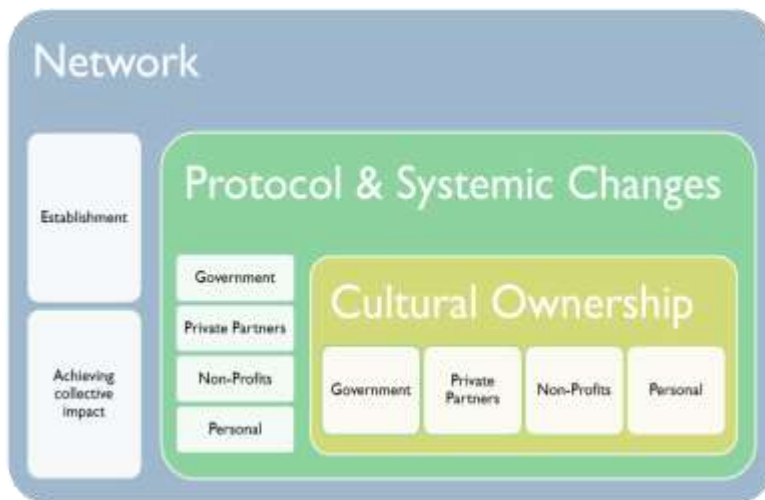 Network
Establishment
Achieving
collective
impact
Protocol & Systemic Changes
Government
Private Partners
Non-Profits
Personal
Cultural Ownership
Government
Private
Partners
Non-Profits
Personal